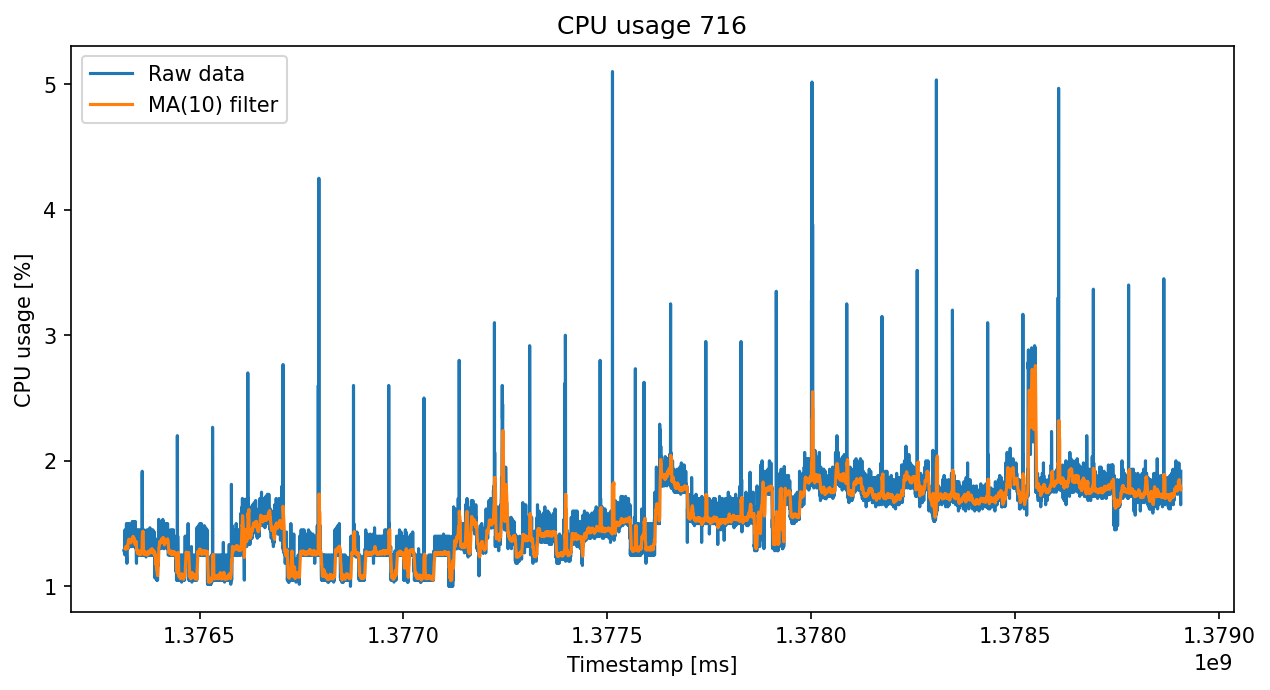 CPU usage 716
Raw data
MA(10) filter
CPU usage [%]
5
4
3
2
1
1.3765 1.3770 1.3775 1.3780 1.3785 1.3790
1e9
Timestamp [ms]